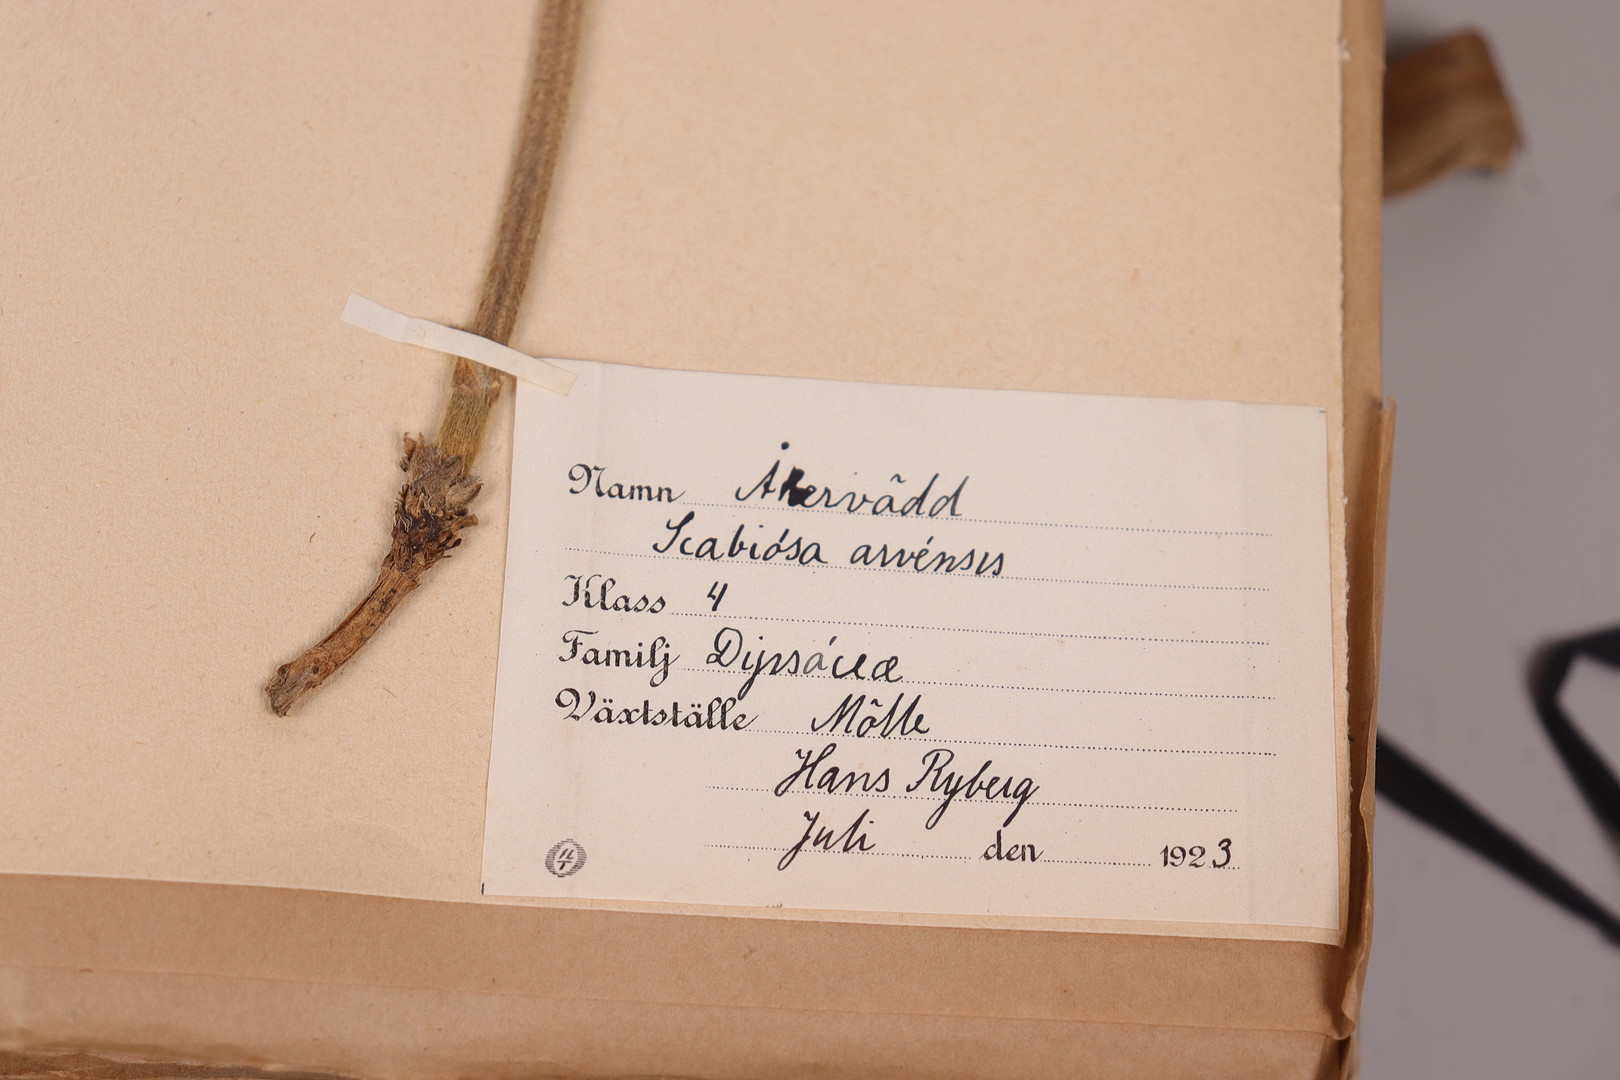 Namn Åkervädd
Scabiósa arvénsis
Klass 4
Familj Dipsáceæ
Växtställe Mölle
Hans Ryberg
Juli den 1923